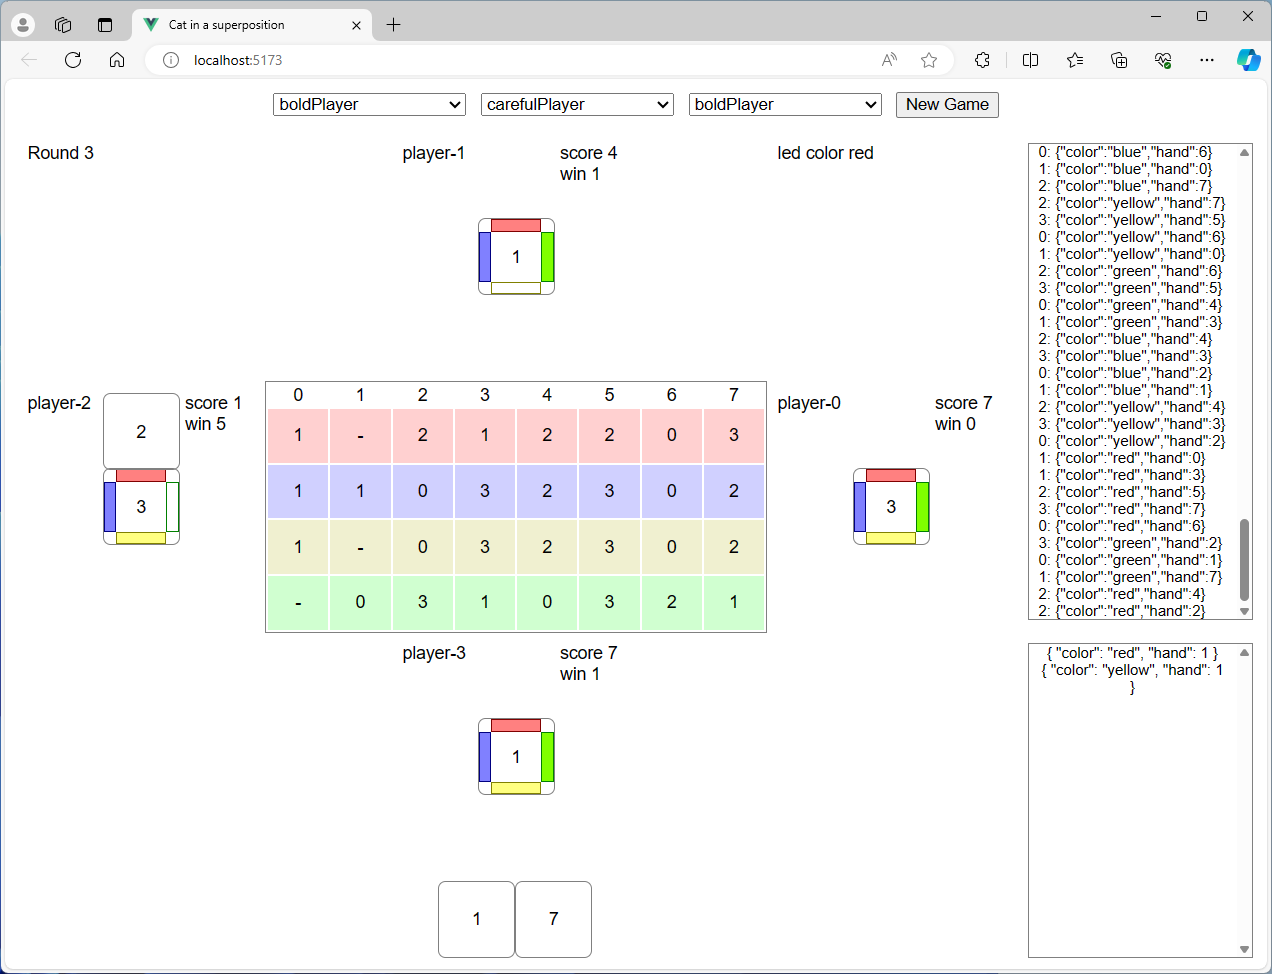 Cat in a superposition
localhost:5173
boldPlayer carefulPlayer boldPlayer New Game
Round 3
player-1
score 4
win 1
led color red
1
player-2
2
3
score 1
win 5
0 1 2 3 4 5 6 7
1 - 2 1 2 2 0 3
1 1 0 3 2 3 0 2
1 - 0 3 2 3 0 2
- 0 3 1 0 3 2 1
player-0
score 7
win 0
3
player-3
score 7
win 1
1
1 7
0: {"color":"blue","hand":6}
1: {"color":"blue","hand":0}
2: {"color":"blue","hand":7}
2: {"color":"yellow","hand":7}
3: {"color":"yellow","hand":5}
0: {"color":"yellow","hand":6}
1: {"color":"yellow","hand":0}
2: {"color":"green","hand":6}
3: {"color":"green","hand":5}
0: {"color":"green","hand":4}
1: {"color":"green","hand":3}
2: {"color":"blue","hand":4}
3: {"color":"blue","hand":3}
0: {"color":"blue","hand":2}
1: {"color":"blue","hand":1}
2: {"color":"yellow","hand":4}
3: {"color":"yellow","hand":3}
0: {"color":"yellow","hand":2}
1: {"color":"red","hand":0}
1: {"color":"red","hand":3}
2: {"color":"red","hand":5}
3: {"color":"red","hand":7}
0: {"color":"red","hand":6}
3: {"color":"green","hand":2}
0: {"color":"green","hand":1}
1: {"color":"green","hand":7}
2: {"color":"red","hand":4}
2: {"color":"red","hand":2}
{ "color": "red", "hand": 1 }
{ "color": "yellow", "hand": 1
}